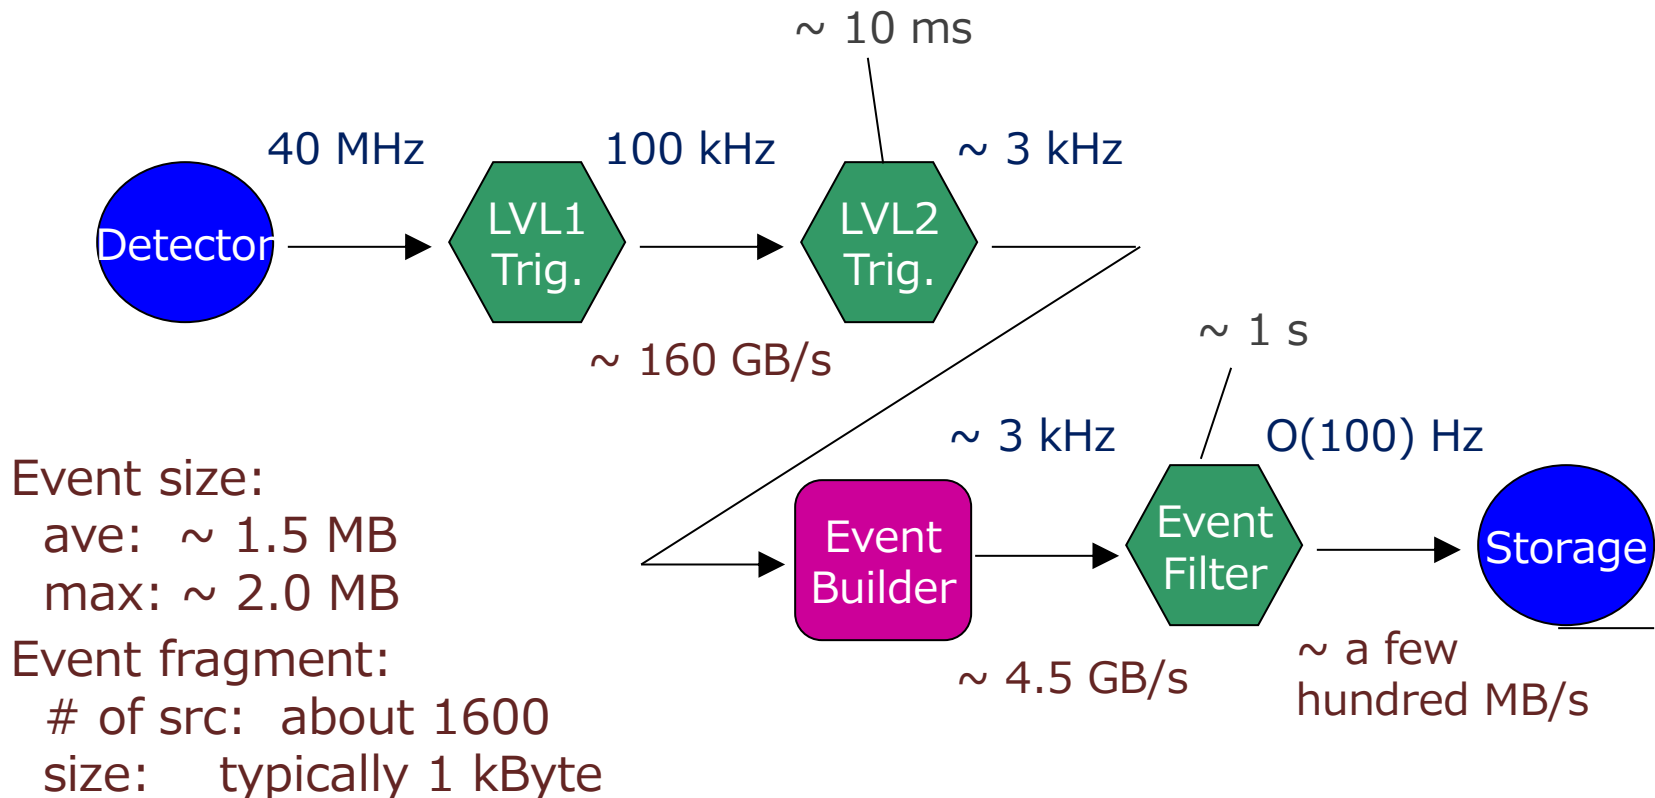 ~ 10 ms
40 MHz
100 kHz
~ 3 kHz
Detector
LVL1
Trig.
LVL2
Trig.
~ 160 GB/s
~ 1 s
~ 3 kHz
O(100) Hz
Event
Builder
Event
Filter
Storage
~ 4.5 GB/s
~ a few
hundred MB/s
Event size:
ave: ~ 1.5 MB
max: ~ 2.0 MB
Event fragment:
# of src: about 1600
size: typically 1 kByte